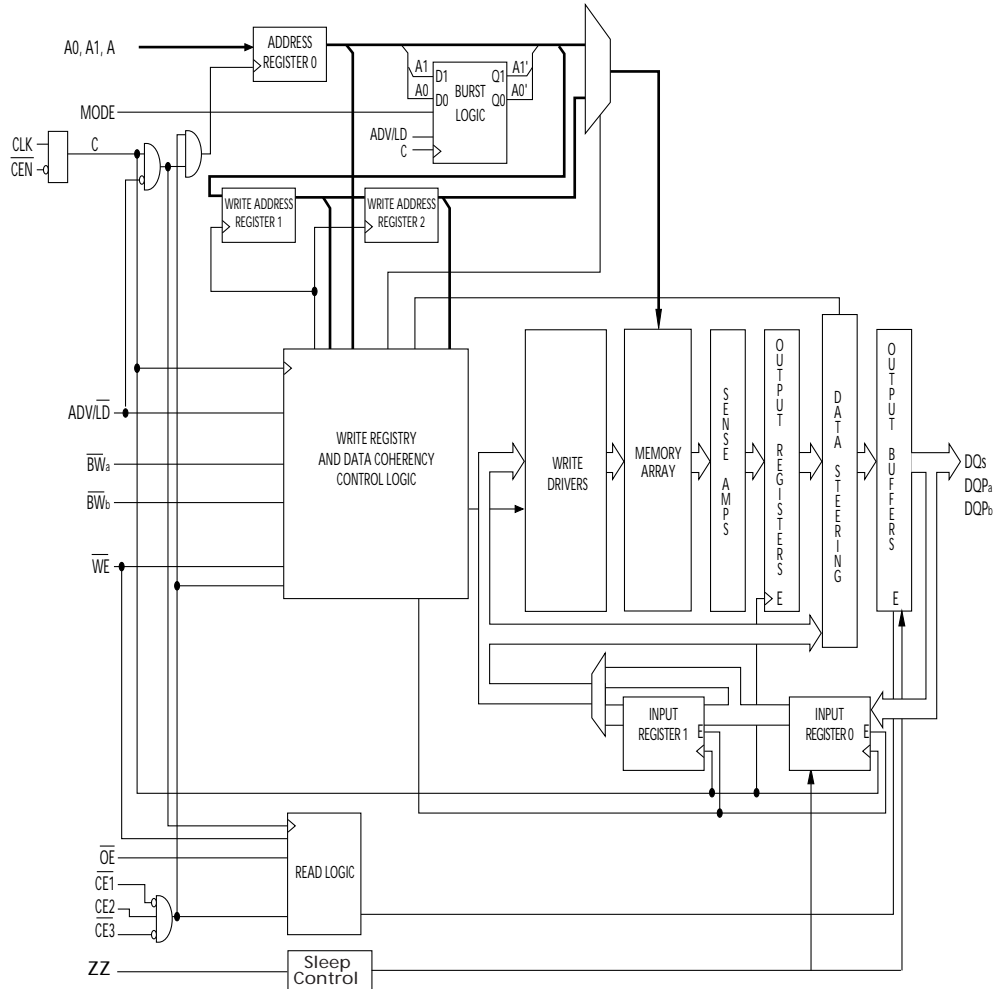 A0, A1, A
ADDRESS
REGISTER 0
A1
A0
D1
D0
BURST
LOGIC
Q1
Q0
A1'
A0'
MODE
ADV/LD
C
CLK
C
CEN
WRITE ADDRESS
REGISTER 1
WRITE ADDRESS
REGISTER 2
ADV/LD
BWa
BWb
WE
WRITE REGISTRY
AND DATA COHERENCY
CONTROL LOGIC
WRITE
DRIVERS
MEMORY
ARRAY
SENSE AMPS
OUTPUT REGISTERS E
DATA STEERING
OUTPUT BUFFERS E
DQs
DQPa
DQPb
INPUT
REGISTER 1
E
INPUT
REGISTER 0
E
OE
CE1
CE2
CE3
READ LOGIC
ZZ
Sleep
Control